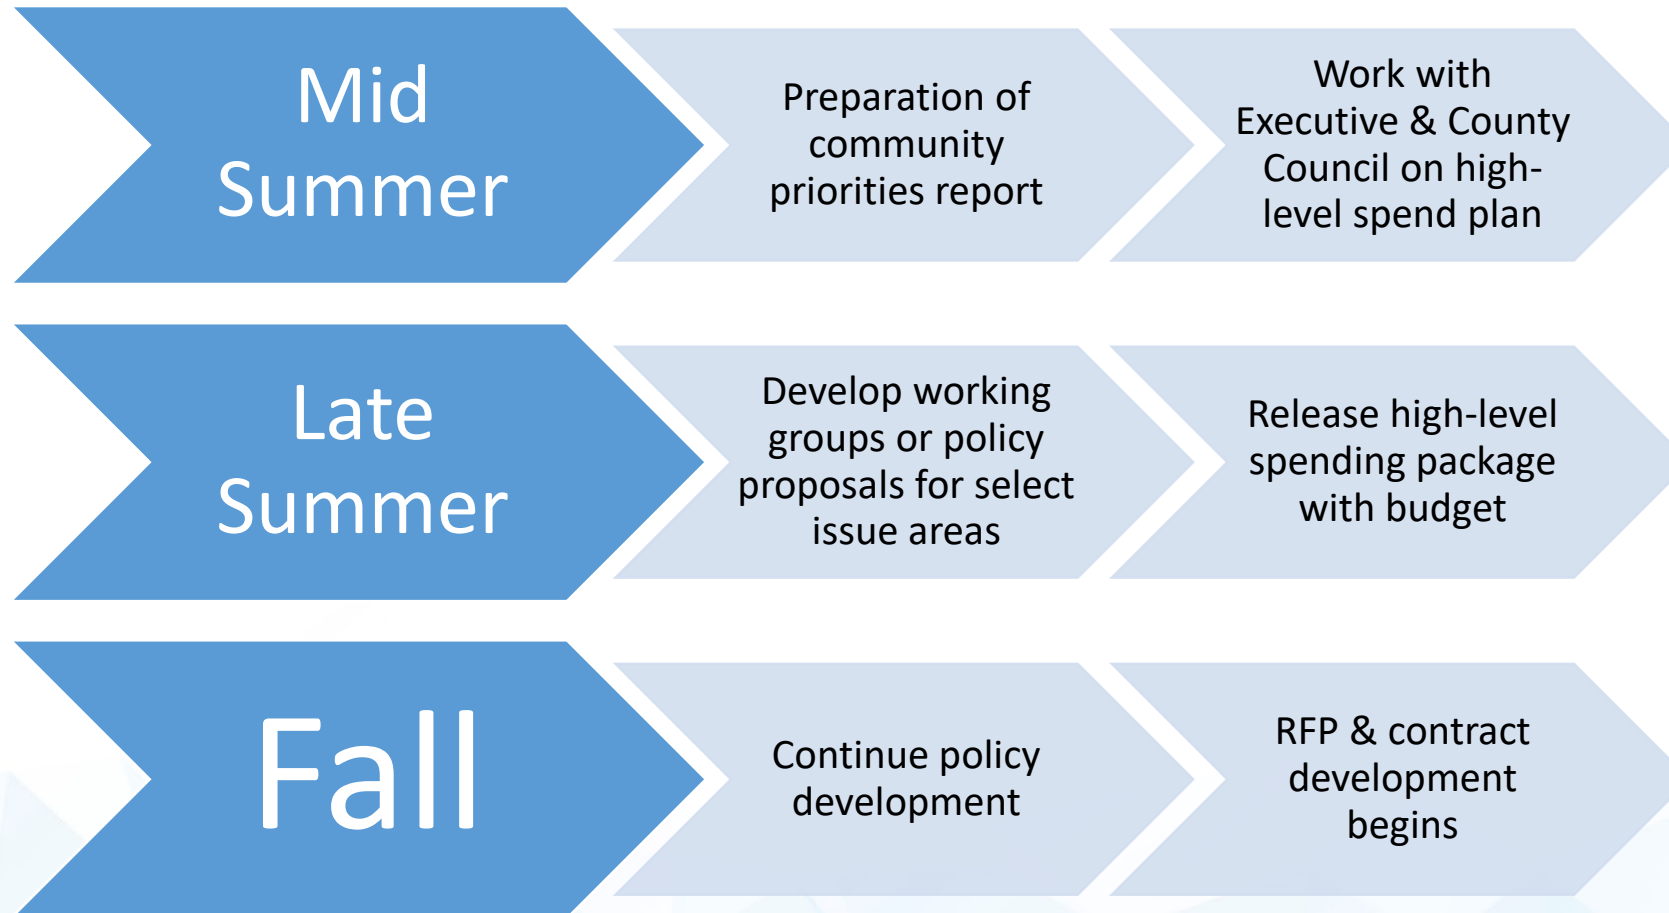 Mid
Summer
Preparation of
community
priorities report
Work with
Executive & County
Council on high-
level spend plan
Late
Summer
Develop working
groups or policy
proposals for select
issue areas
Release high-level
spending package
with budget
Fall
Continue policy
development
RFP & contract
development
begins